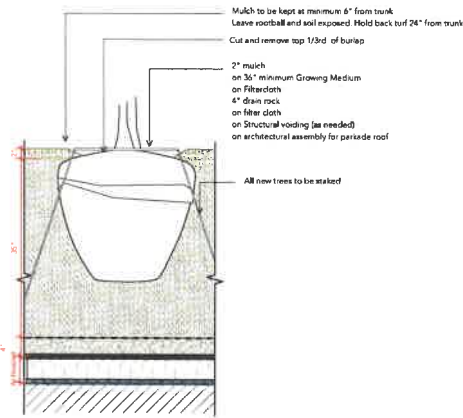 Mulch to be kept at minimum 6" from trunk
Leave rootball and soil exposed. Hold back turf 24" from trunk
Cut and remove top 1/3rd of burlap
2" mulch
on 36" minimum Growing Medium
on Filtercloth
4" drain rock
on filter cloth
on Structural voiding (as needed)
on architectural assembly for parkade roof
All new trees to be staked
35"
4"